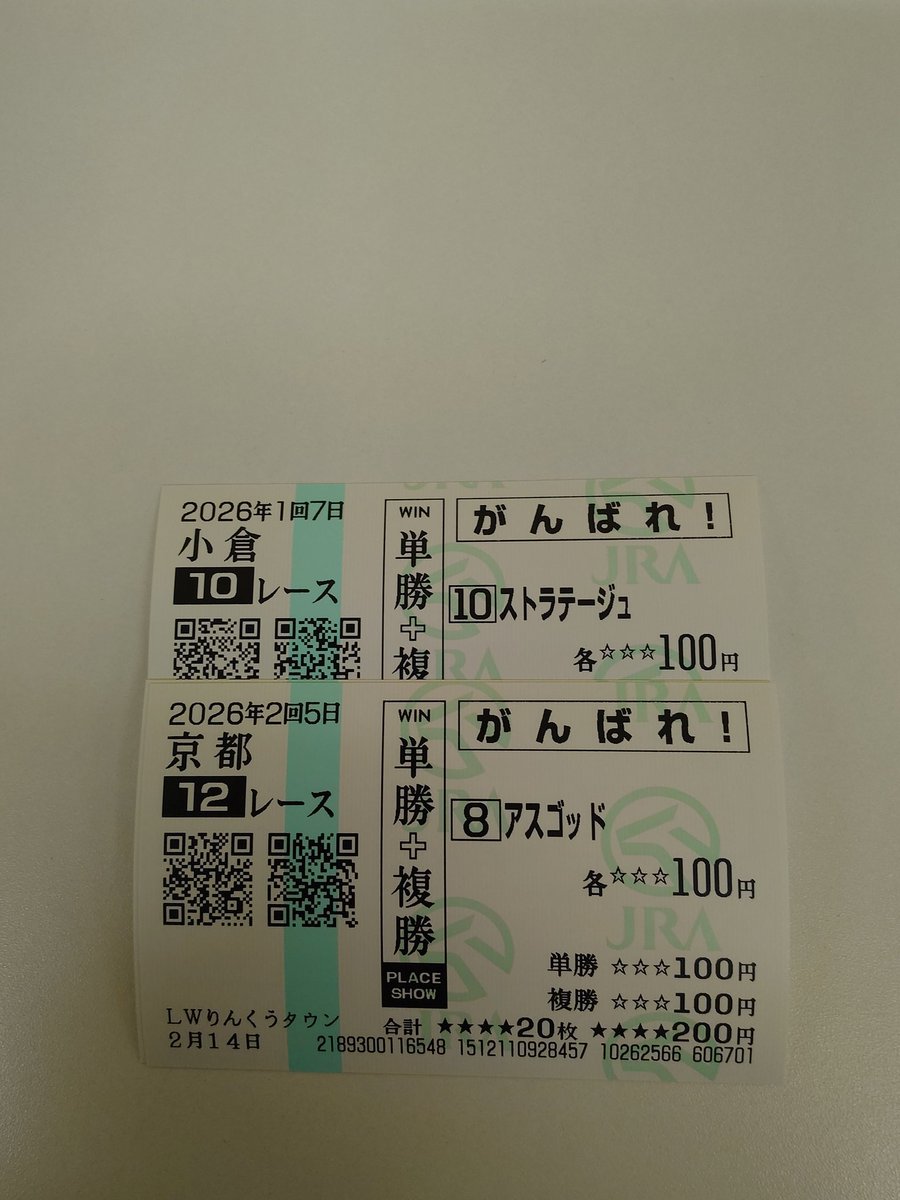 2026年1回7日
小倉
10レース
WIN
単勝+複
がんばれ!
10ストラテージュ
各☆☆☆100円
JRA
2026年2回5日
京都
12レース
WIN
単勝+複勝
PLACE
SHOW
がんばれ!
8アスゴッド
各☆☆☆100円
JRA
単勝 ☆☆☆100円
複勝 ☆☆☆100円
合計 ★★★★20枚 ★★★★200円
LWりんくうタウン
2月14日
2189300116548 1512110928457 10262566 606701